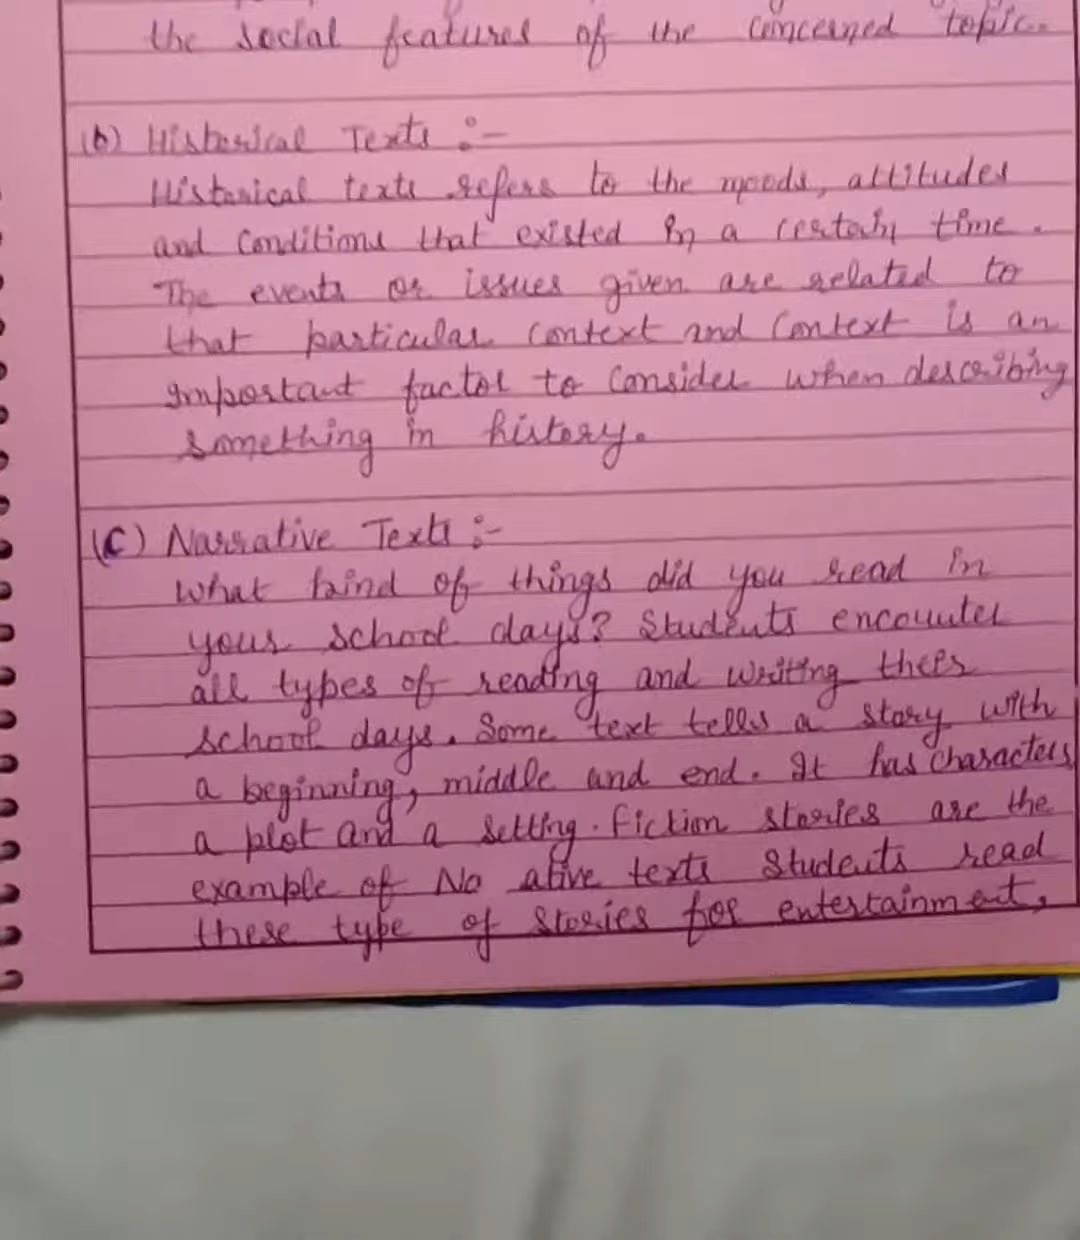 the social features of the concerned topic.
(b) Historical Texts :-
Historical texts refers to the moods, attitudes
and Conditions that existed in a certain time.
The events or issues given are related to
that particular Context and Context is an
important factor to Consider when describing
something in history.
(C) Narrative Texts :-
What kind of things did you read in
your school days? Students encounter
all types of reading and writing theirs
school days. Some text tells a story with
a beginning, middle and end. It has characters
a plot and a setting. Fiction stories are the
example of Na ative texts Students read
these type of stories for entertainment,